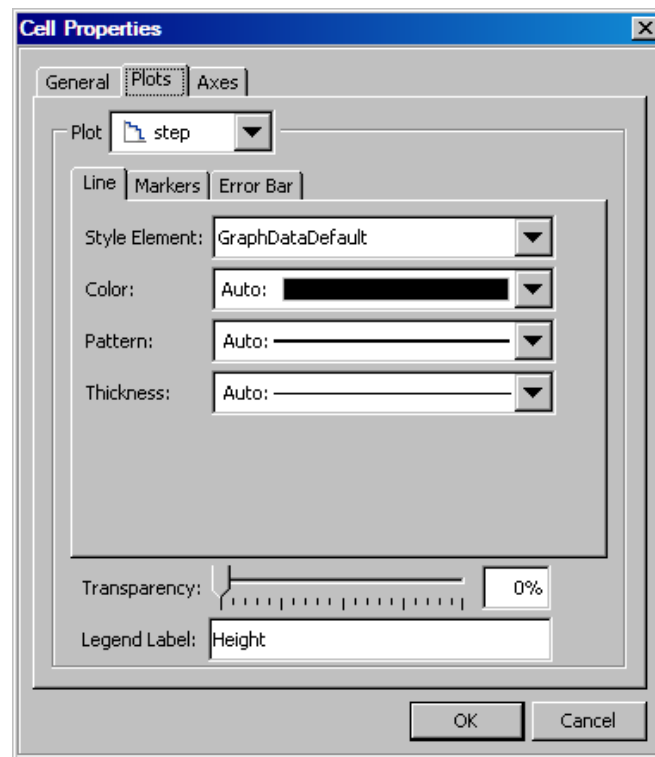 Cell Properties
General Plots Axes
Plot step
Line Markers Error Bar
Style Element: GraphDataDefault
Color: Auto:
Pattern: Auto:
Thickness: Auto:
Transparency: 0%
Legend Label: Height
OK Cancel